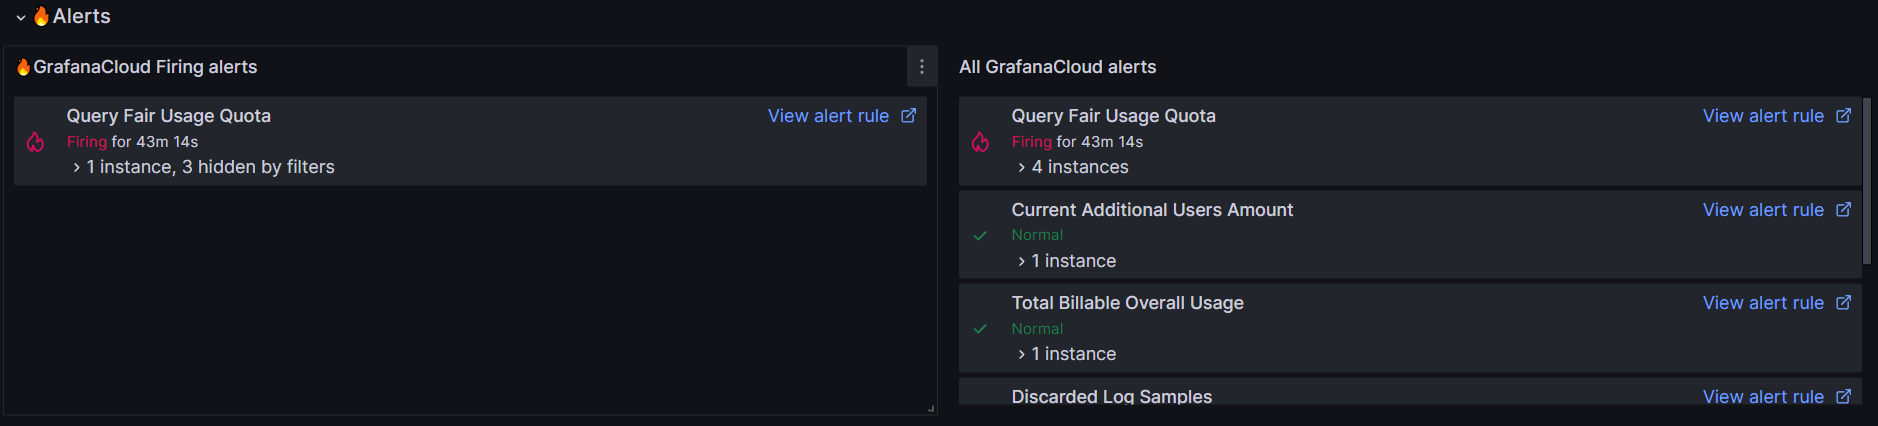 🔥Alerts
🔥GrafanaCloud Firing alerts
Query Fair Usage Quota
View alert rule
Firing for 43m 14s
1 instance, 3 hidden by filters
All GrafanaCloud alerts
Query Fair Usage Quota
View alert rule
Firing for 43m 14s
4 instances
Current Additional Users Amount
View alert rule
Normal
1 instance
Total Billable Overall Usage
View alert rule
Normal
1 instance
Discarded Log Samples
View alert rule